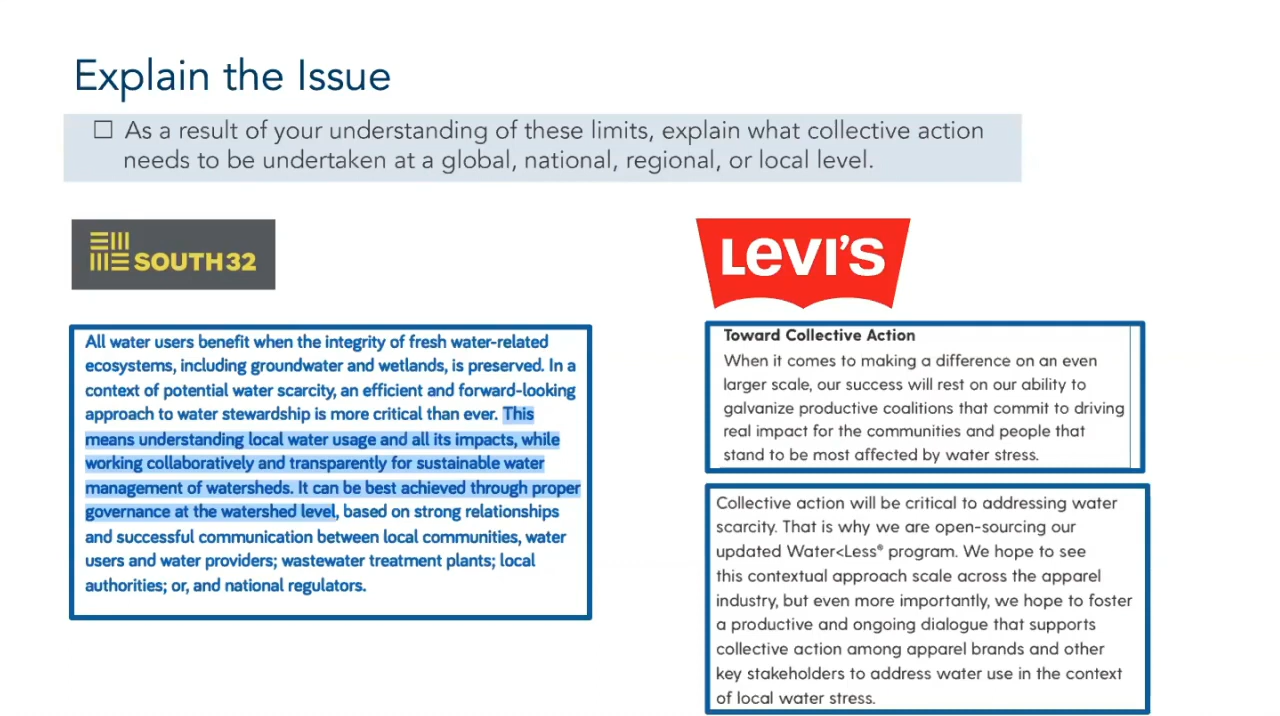 Explain the Issue
☐ As a result of your understanding of these limits, explain what collective action
needs to be undertaken at a global, national, regional, or local level.
SOUTH32
All water users benefit when the integrity of fresh water-related
ecosystems, including groundwater and wetlands, is preserved. In a
context of potential water scarcity, an efficient and forward-looking
approach to water stewardship is more critical than ever. This
means understanding local water usage and all its impacts, while
working collaboratively and transparently for sustainable water
management of watersheds. It can be best achieved through proper
governance at the watershed level, based on strong relationships
and successful communication between local communities, water
users and water providers; wastewater treatment plants; local
authorities; or, and national regulators.
LEVI'S
Toward Collective Action
When it comes to making a difference on an even
larger scale, our success will rest on our ability to
galvanize productive coalitions that commit to driving
real impact for the communities and people that
stand to be most affected by water stress.
Collective action will be critical to addressing water
scarcity. That is why we are open-sourcing our
updated Water<Less® program. We hope to see
this contextual approach scale across the apparel
industry, but even more importantly, we hope to foster
a productive and ongoing dialogue that supports
collective action among apparel brands and other
key stakeholders to address water use in the context
of local water stress.